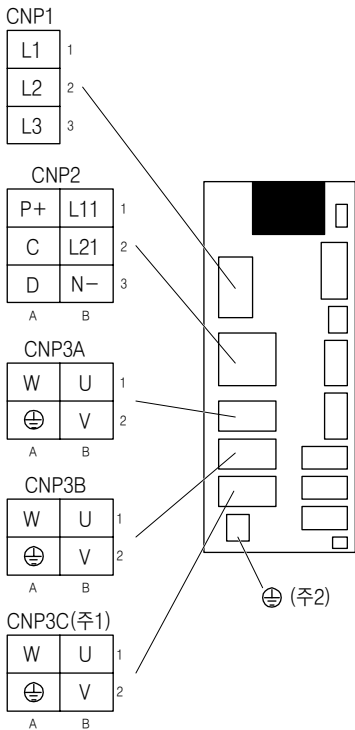 CNP1
L1 1
L2 2
L3 3
CNP2
P+ L11 1
C L21 2
D N− 3
A B
CNP3A
W U 1
⏚ V 2
A B
CNP3B
W U 1
⏚ V 2
A B
⏚ (주2)
CNP3C(주1)
W U 1
⏚ V 2
A B